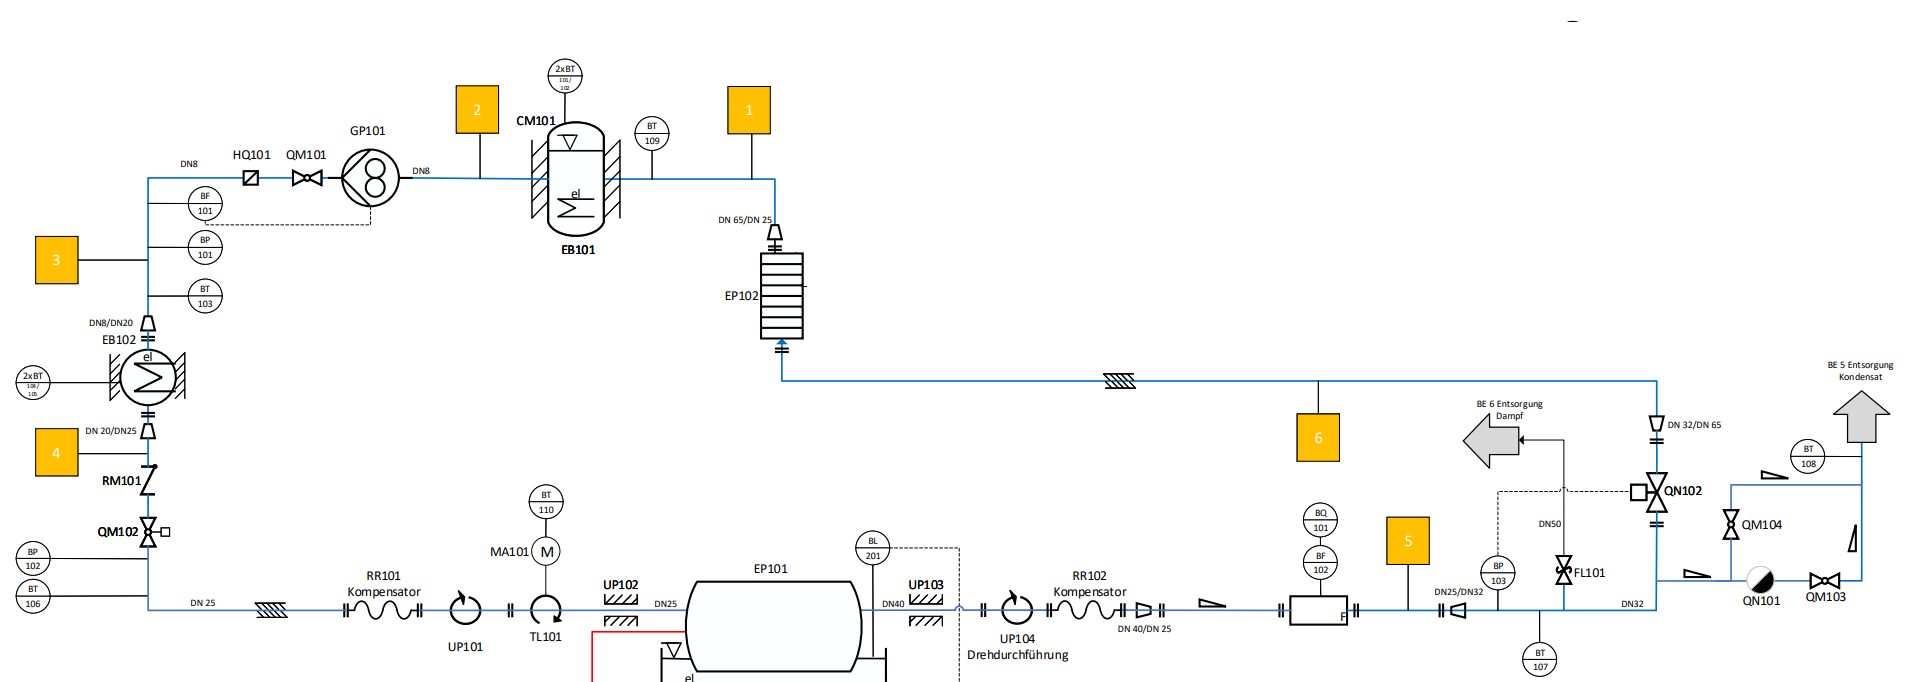 2xBT
101/
102
2
1
CM101
GP101
BT
109
HQ101
QM101
DN8
DN8
BF
101
el
DN 65/DN 25
BP
101
EB101
3
BT
103
EP102
DN8/DN20
EB102
el
2xBT
104/
105
BE 5 Entsorgung
Kondensat
BE 6 Entsorgung
Dampf
DN 20/DN25
DN 32/DN 65
4
6
BT
108
RM101
QN102
BT
110
BQ
101
DN50
QM104
QM102
MA101
M
BL
201
5
BP
102
BF
102
EP101
BP
103
FL101
RR101
Kompensator
UP102
UP103
RR102
Kompensator
BT
106
DN 25
DN25
DN40
DN25/DN32
DN32
QN101
QM103
F
DN 40/DN 25
TL101
UP101
UP104
Drehdurchführung
BT
107
el